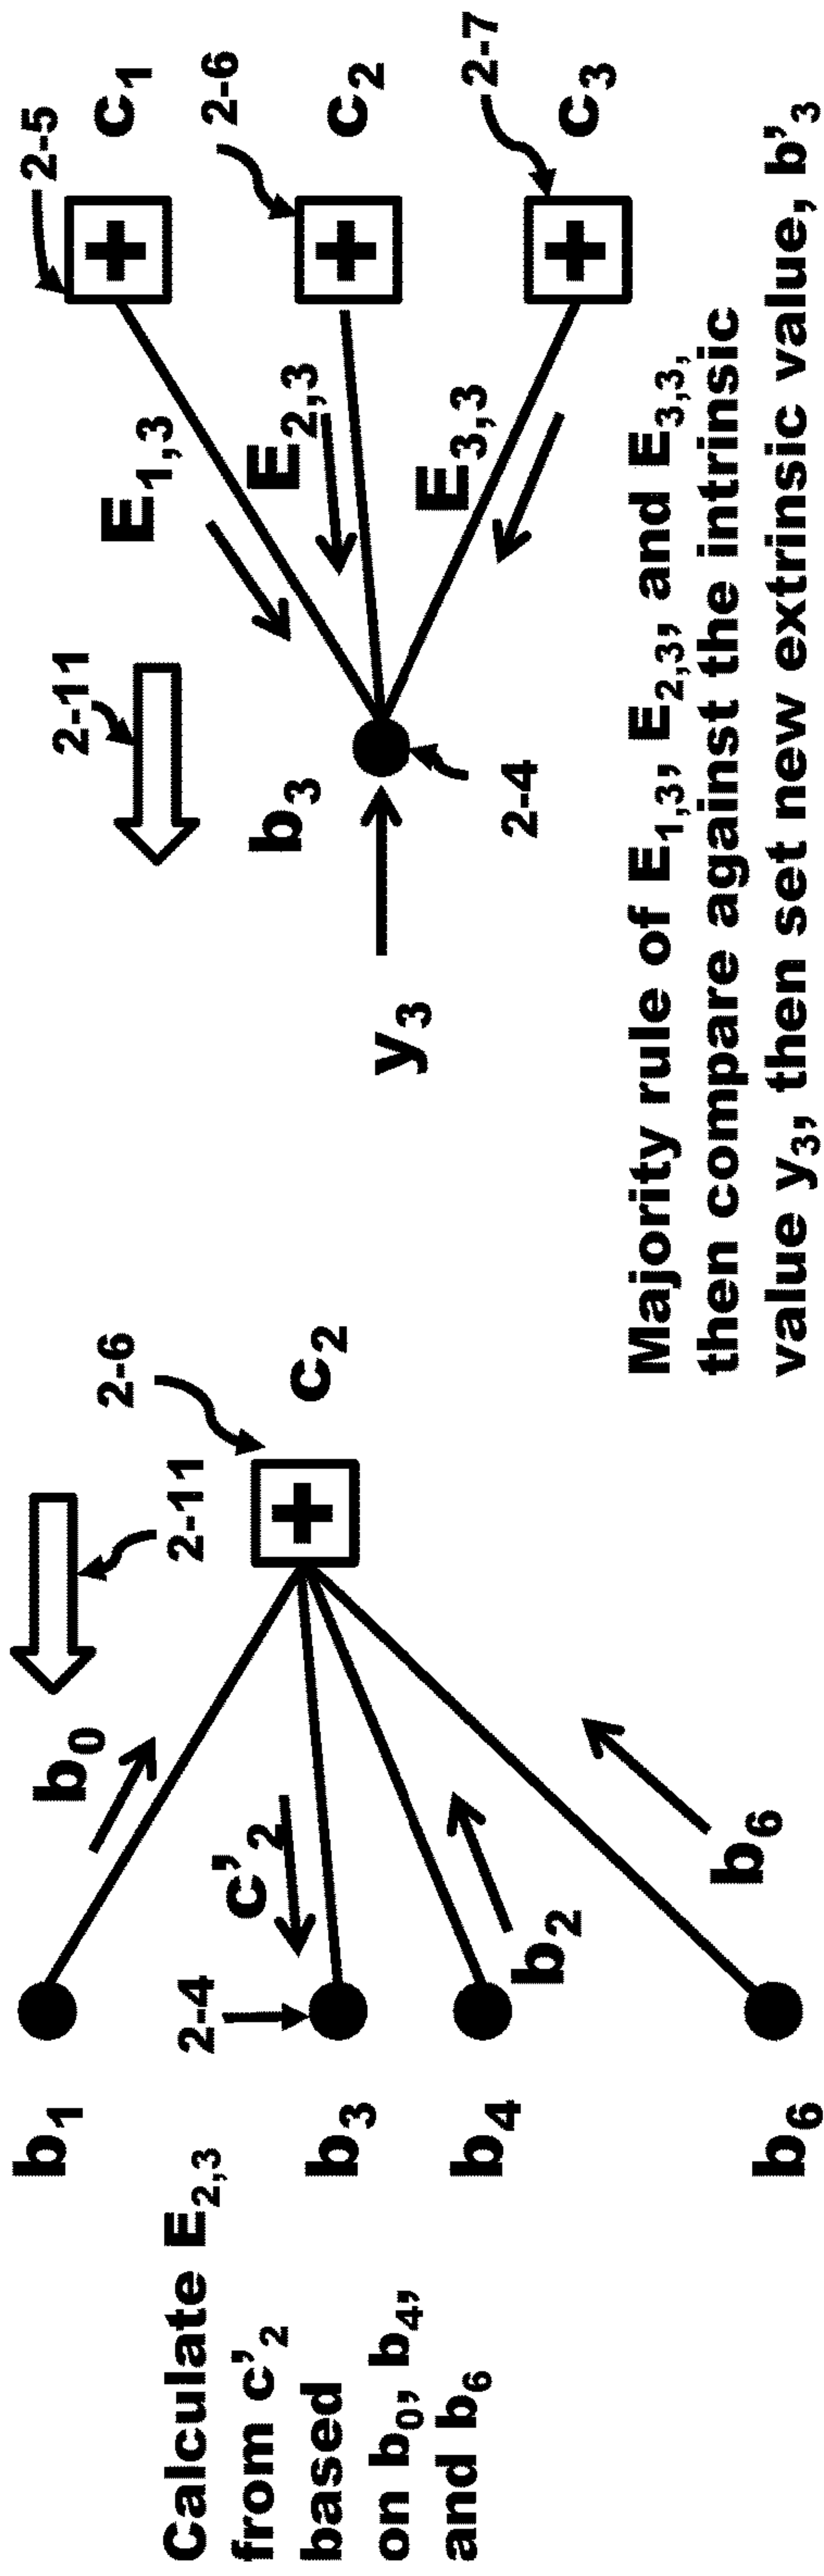 Calculate E2,3
from c'2
based
on b0, b4,
and b6
b1
b3
b4
b6
2-4
b0
c'2
b2
b6
2-11
2-6
c2
y3
b3
2-4
2-11
E1,3
E2,3
E3,3
2-5
c1
2-6
c2
2-7
c3
Majority rule of E1,3, E2,3, and E3,3,
then compare against the intrinsic
value y3, then set new extrinsic value, b'3